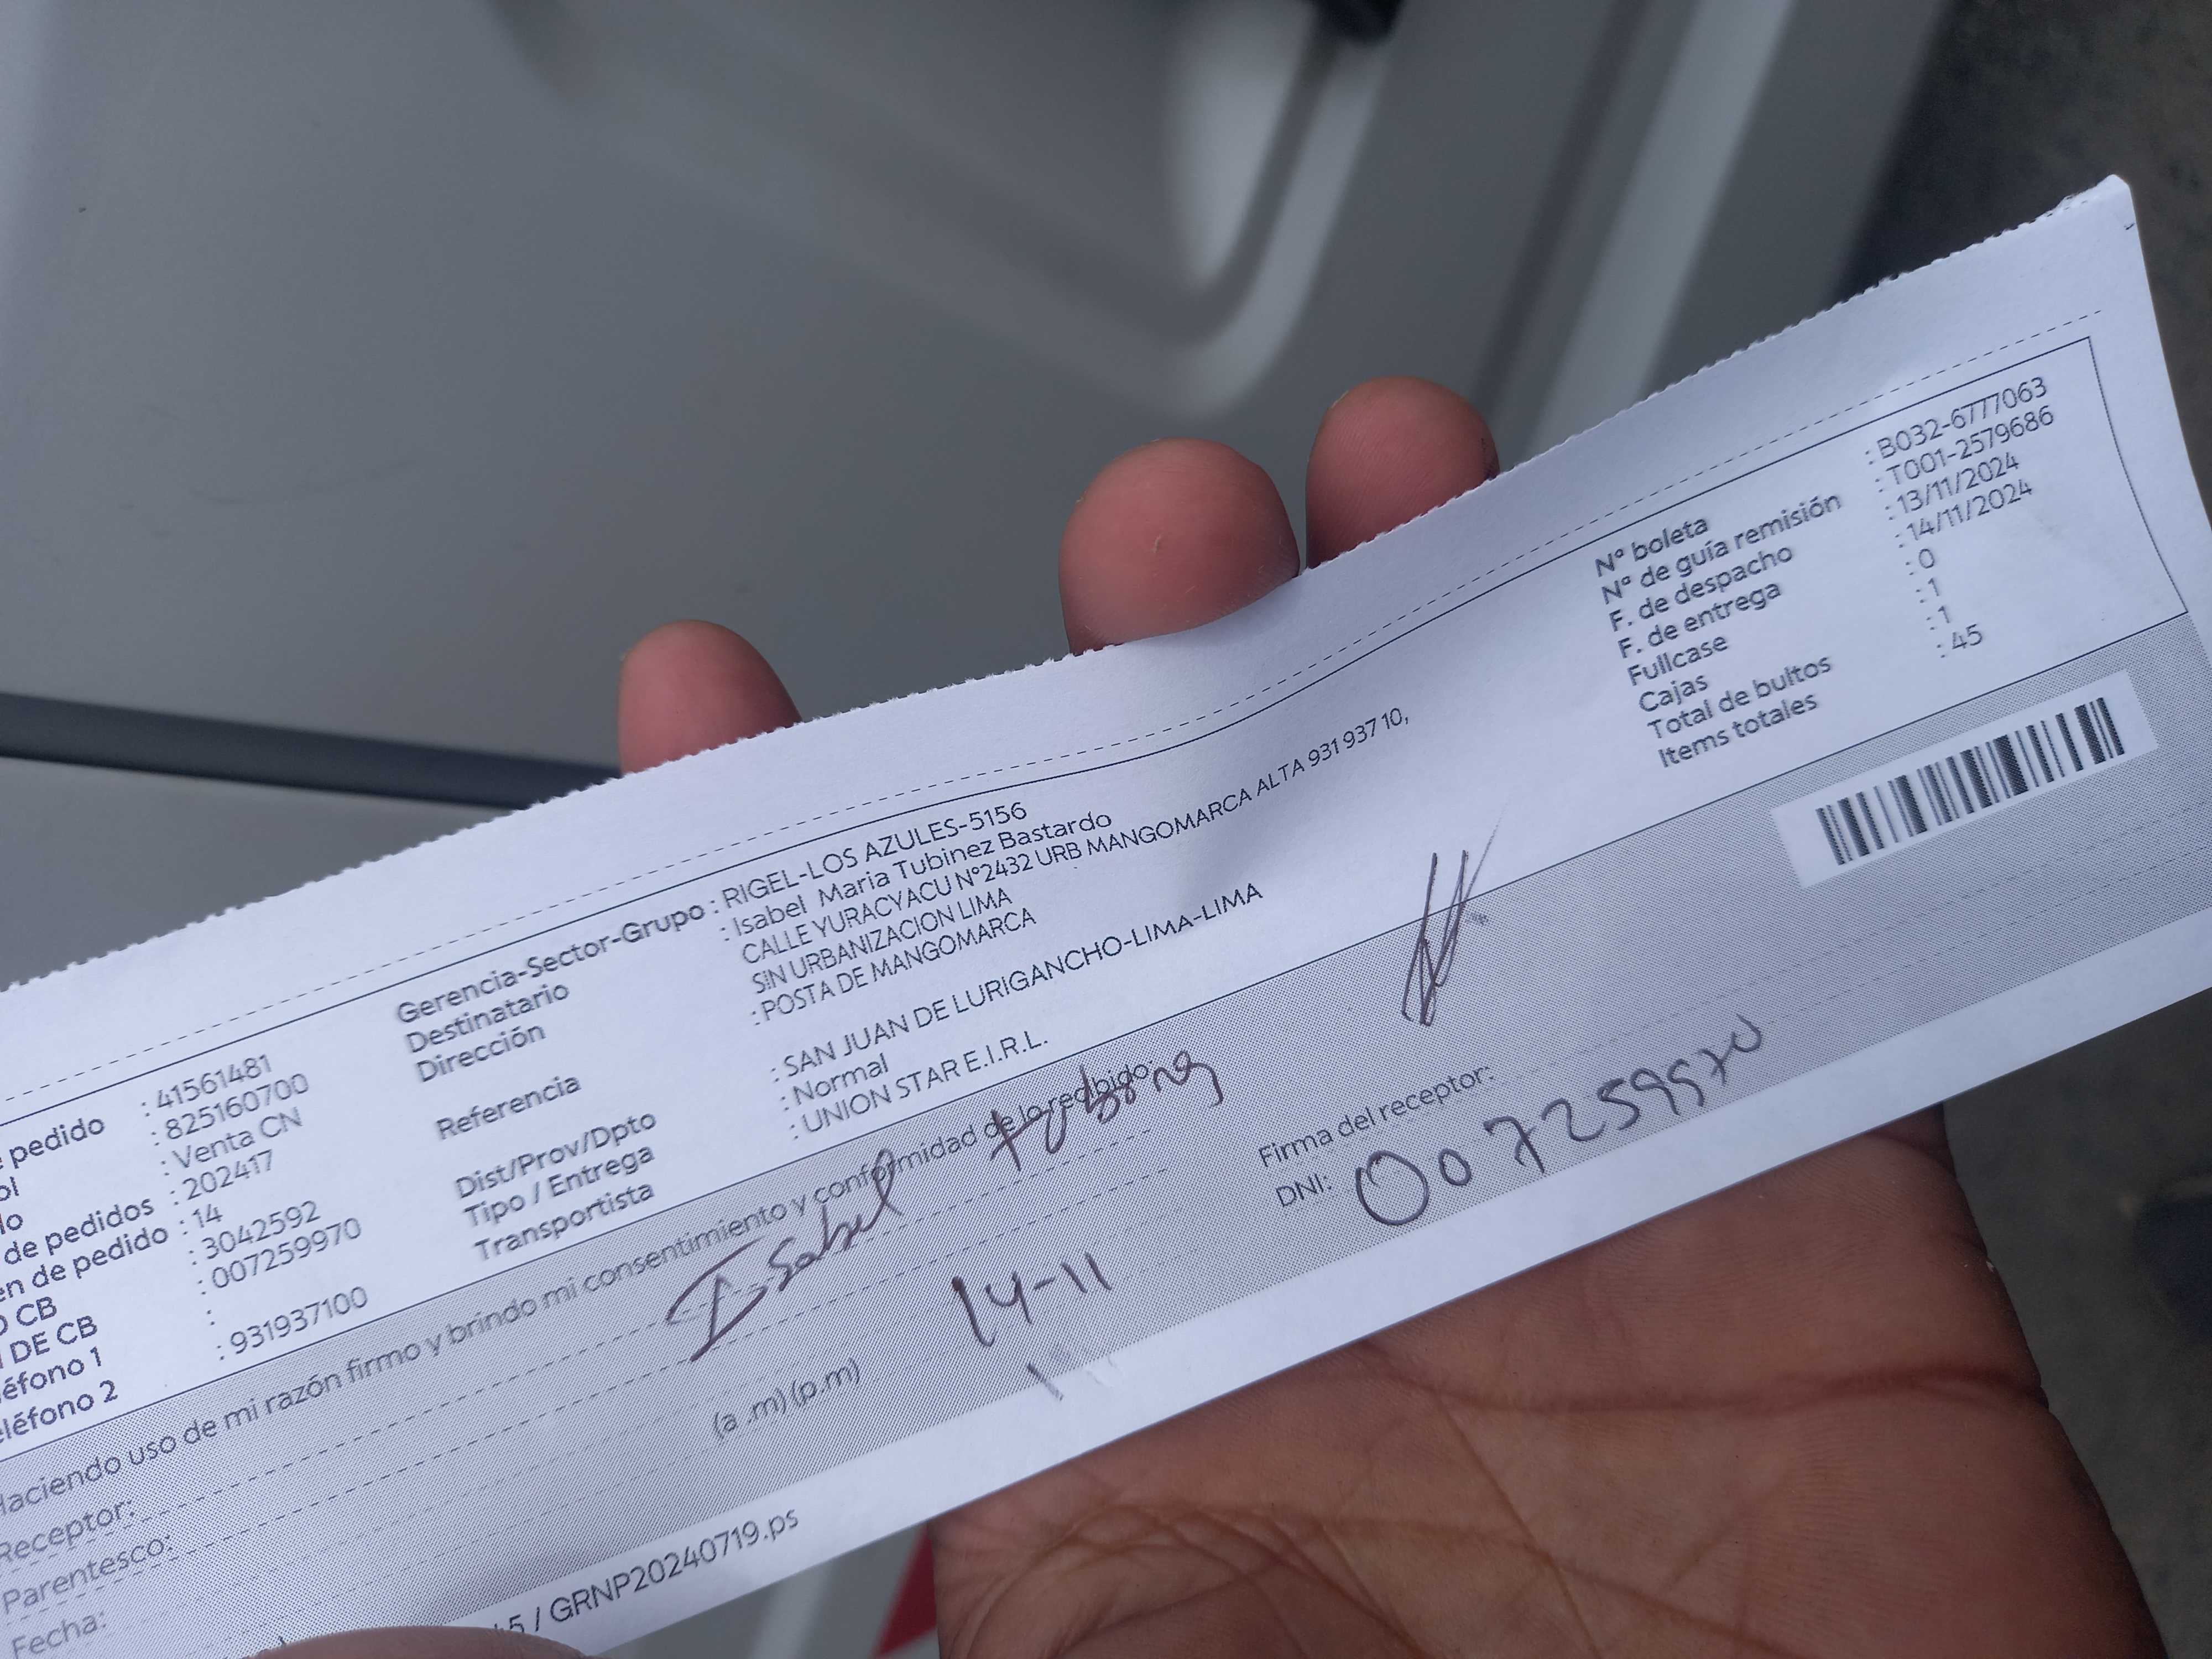 pedido : 41561481
: 825160700
: Venta CN
de pedidos : 202417
en de pedido : 14
CB : 3042592
DE CB : 007259970
éfono 1 :
léfono 2 : 931937100
Gerencia-Sector-Grupo : RIGEL-LOS AZULES-5156
Destinatario : Isabel Maria Tubinez Bastardo
Dirección CALLE YURACYACU N°2432 URB MANGOMARCA ALTA 931 937 10,
SIN URBANIZACION LIMA
Referencia : POSTA DE MANGOMARCA
Dist/Prov/Dpto : SAN JUAN DE LURIGANCHO-LIMA-LIMA
Tipo / Entrega : Normal
Transportista : UNION STAR E.I.R.L.
N° boleta : B032-6777063
N° de guía remisión : T001-2579686
F. de despacho : 13/11/2024
F. de entrega : 14/11/2024
Fullcase : 0
Cajas : 1
Total de bultos : 1
Items totales : 45
Haciendo uso de mi razón firmo y brindo mi consentimiento y conformidad de lo recibido
Receptor: Isabel
Parentesco:
Fecha: (a .m) (p.m) 14-11
Firma del receptor:
DNI: 007259970
5 / GRNP20240719.ps